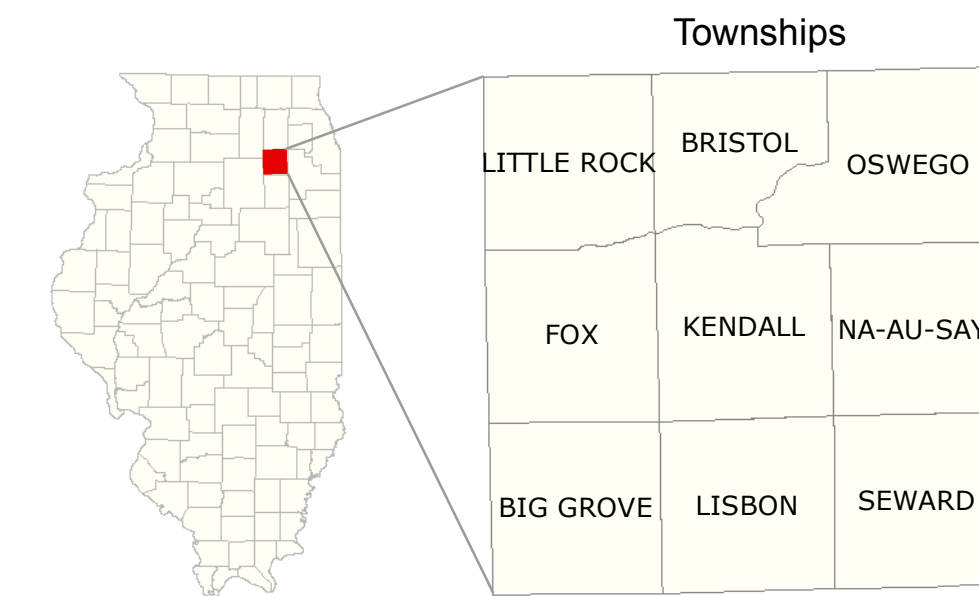 Townships
LITTLE ROCK
BRISTOL
OSWEGO
FOX
KENDALL
NA-AU-SAY
BIG GROVE
LISBON
SEWARD